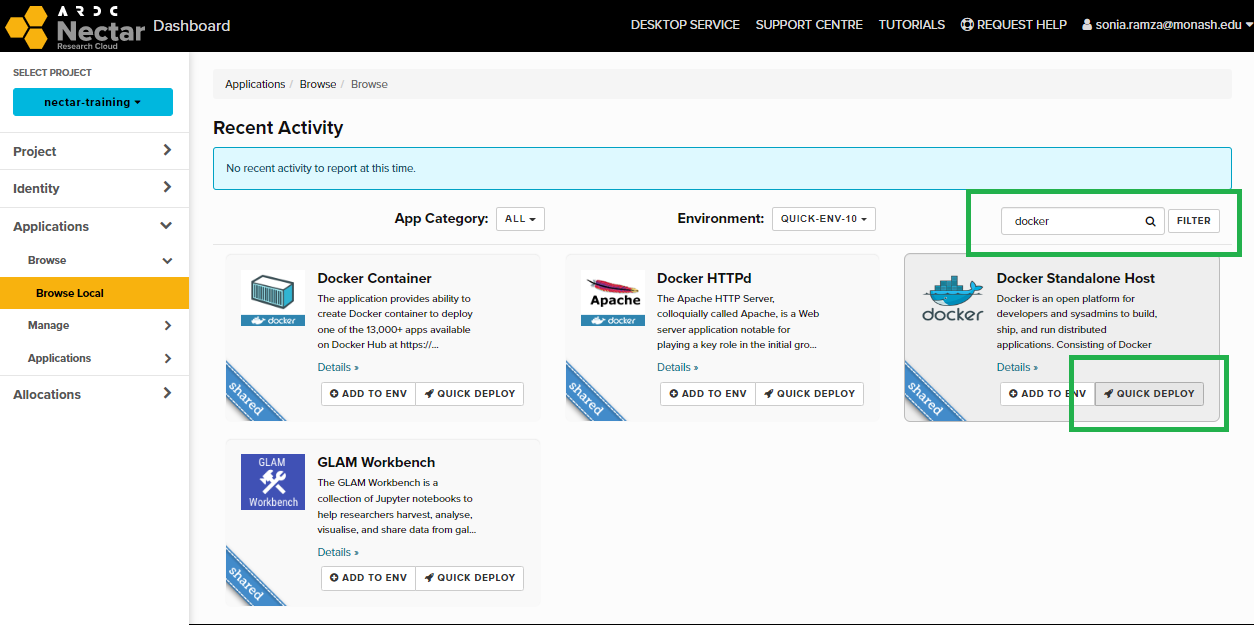 ARDC
Nectar
Research Cloud
Dashboard
DESKTOP SERVICE
SUPPORT CENTRE
TUTORIALS
REQUEST HELP
sonia.ramza@monash.edu
SELECT PROJECT
nectar-training
Project
Identity
Applications
Browse
Browse Local
Manage
Applications
Allocations
Applications / Browse / Browse
Recent Activity
No recent activity to report at this time.
App Category: ALL
Environment: QUICK-ENV-10
docker
FILTER
docker
Docker Container
The application provides ability to
create Docker container to deploy
one of the 13,000+ apps available
on Docker Hub at https://...
Details »
shared
ADD TO ENV
QUICK DEPLOY
Apache
docker
Docker HTTPd
The Apache HTTP Server,
colloquially called Apache, is a Web
server application notable for
playing a key role in the initial gro...
Details »
shared
ADD TO ENV
QUICK DEPLOY
docker
Docker Standalone Host
Docker is an open platform for
developers and sysadmins to build,
ship, and run distributed
applications. Consisting of Docker
Details »
shared
ADD TO ENV
QUICK DEPLOY
GLAM
Workbench
GLAM Workbench
The GLAM Workbench is a
collection of Jupyter notebooks to
help researchers harvest, analyse,
visualise, and share data from gal...
Details »
shared
ADD TO ENV
QUICK DEPLOY